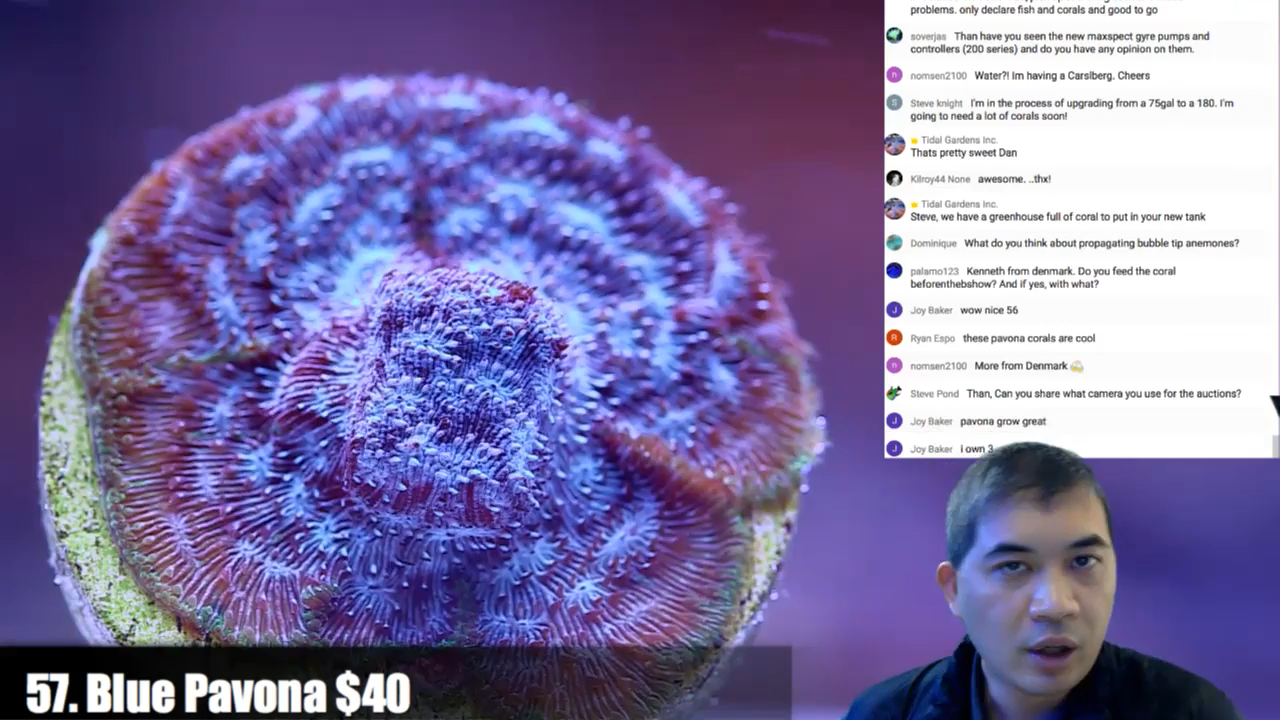 problems. only declare fish and corals and good to go
soverjas Than have you seen the new maxspect gyre pumps and
controllers (200 series) and do you have any opinion on them.
n nomsen2100 Water?! Im having a Carslberg. Cheers
S Steve knight I'm in the process of upgrading from a 75gal to a 180. I'm
going to need a lot of corals soon!
Tidal Gardens Inc.
Thats pretty sweet Dan
Kilroy44 None awesome. ..thx!
Tidal Gardens Inc.
Steve, we have a greenhouse full of coral to put in your new tank
Dominique What do you think about propagating bubble tip anemones?
palamo123 Kenneth from denmark. Do you feed the coral
beforenthebshow? And if yes, with what?
J Joy Baker wow nice 56
R Ryan Espo these pavona corals are cool
n nomsen2100 More from Denmark
Steve Pond Than, Can you share what camera you use for the auctions?
J Joy Baker pavona grow great
J Joy Baker i own 3
57. Blue Pavona $40